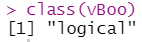 > class(vBoo)
[1] "logical"